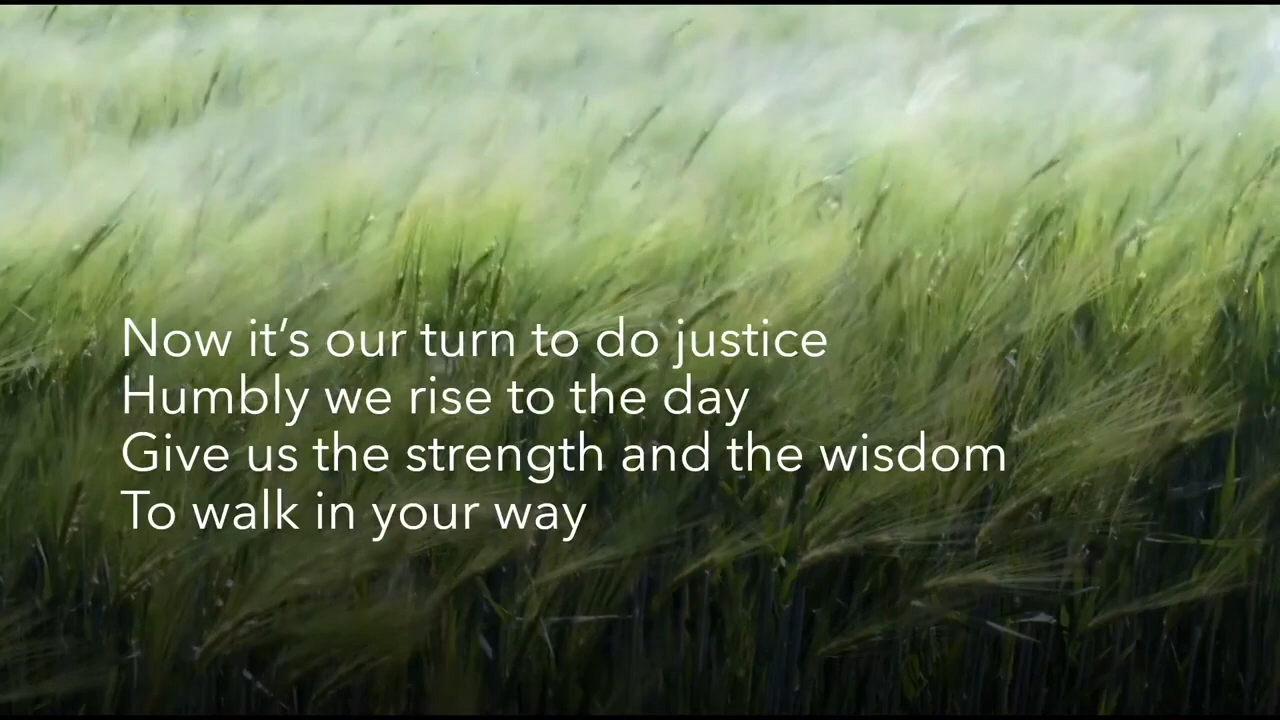 Now it’s our turn to do justice
Humbly we rise to the day
Give us the strength and the wisdom
To walk in your way